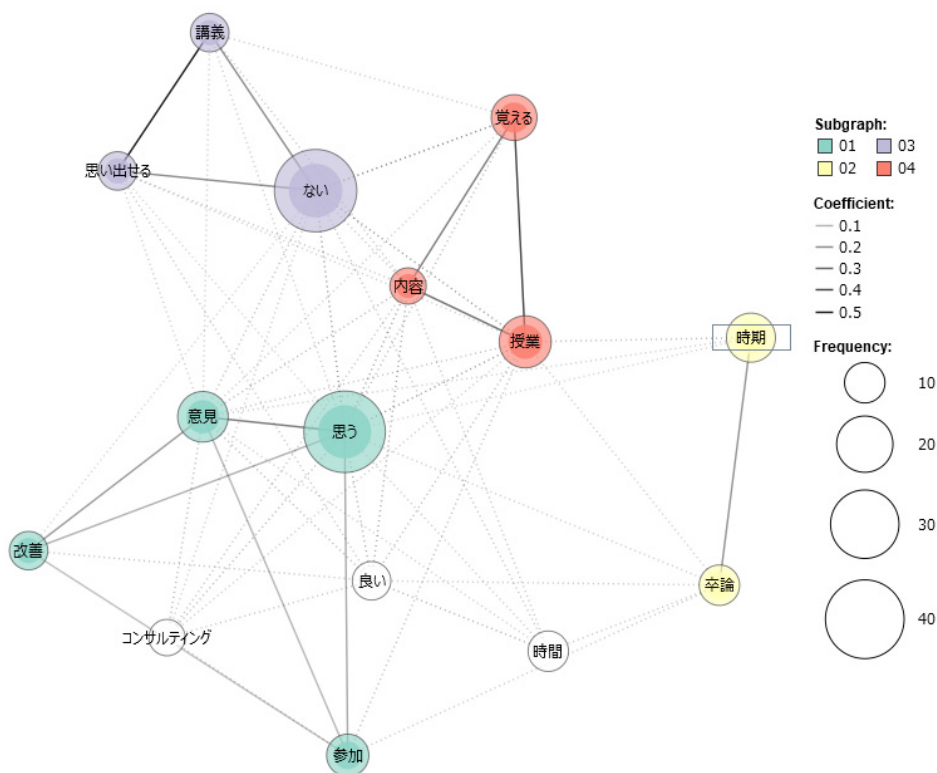 講義
覚える
思い出せる
ない
内容
授業
時期
意見
思う
改善
良い
卒論
コンサルティング
時間
参加
Subgraph:
01 03
02 04
Coefficient:
0.1
0.2
0.3
0.4
0.5
Frequency:
10
20
30
40